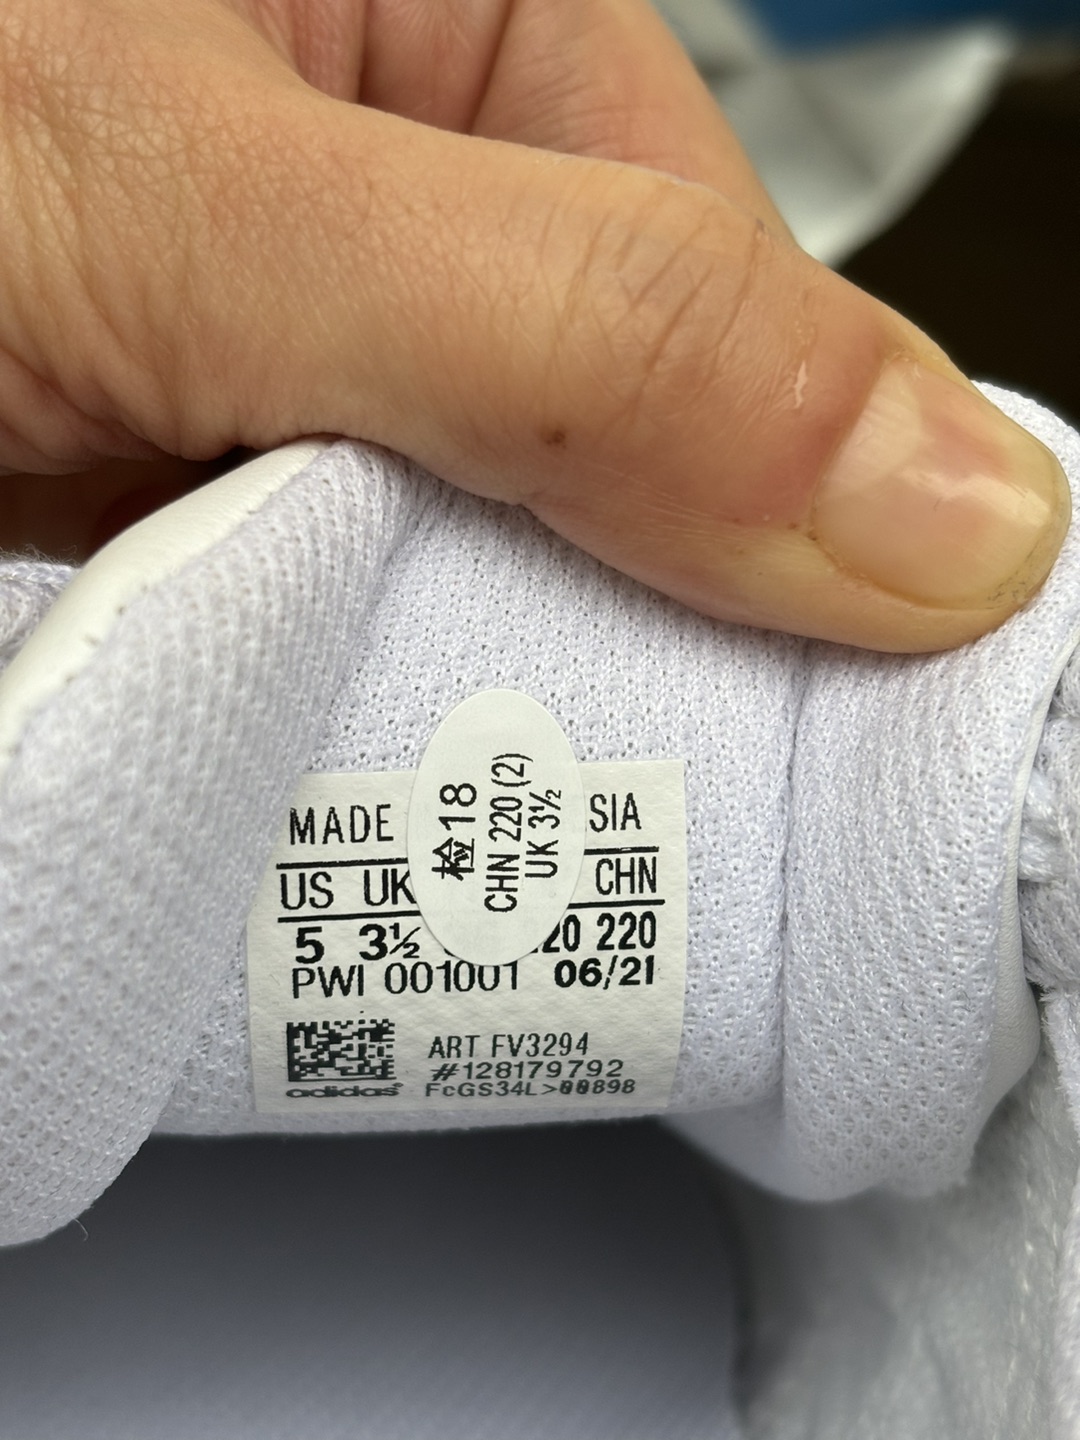 MADE SIA
US UK CHN
5 3½ 20 220
PWI 001001 06/21
ART FV3294
#128179792
FcGS34L>00898
adidas®
检18
CHN 220 (2)
UK 3½